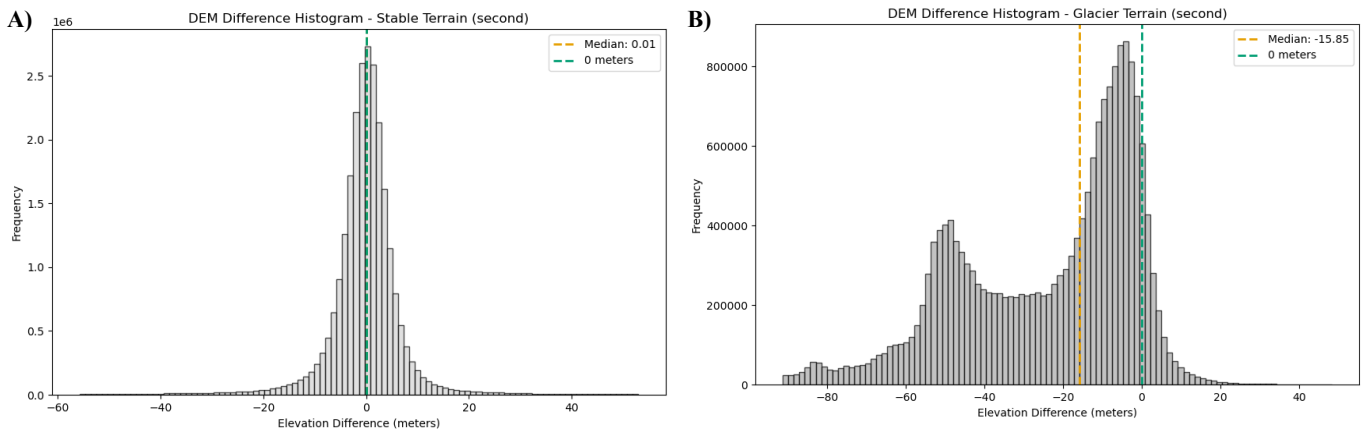 A)
DEM Difference Histogram - Stable Terrain (second)
1e6
Median: 0.01
0 meters
2.5
2.0
1.5
1.0
0.5
0.0
Frequency
−60
−40
−20
0
20
40
Elevation Difference (meters)
B)
DEM Difference Histogram - Glacier Terrain (second)
Median: -15.85
0 meters
800000
600000
400000
200000
0
Frequency
−80
−60
−40
−20
0
20
40
Elevation Difference (meters)